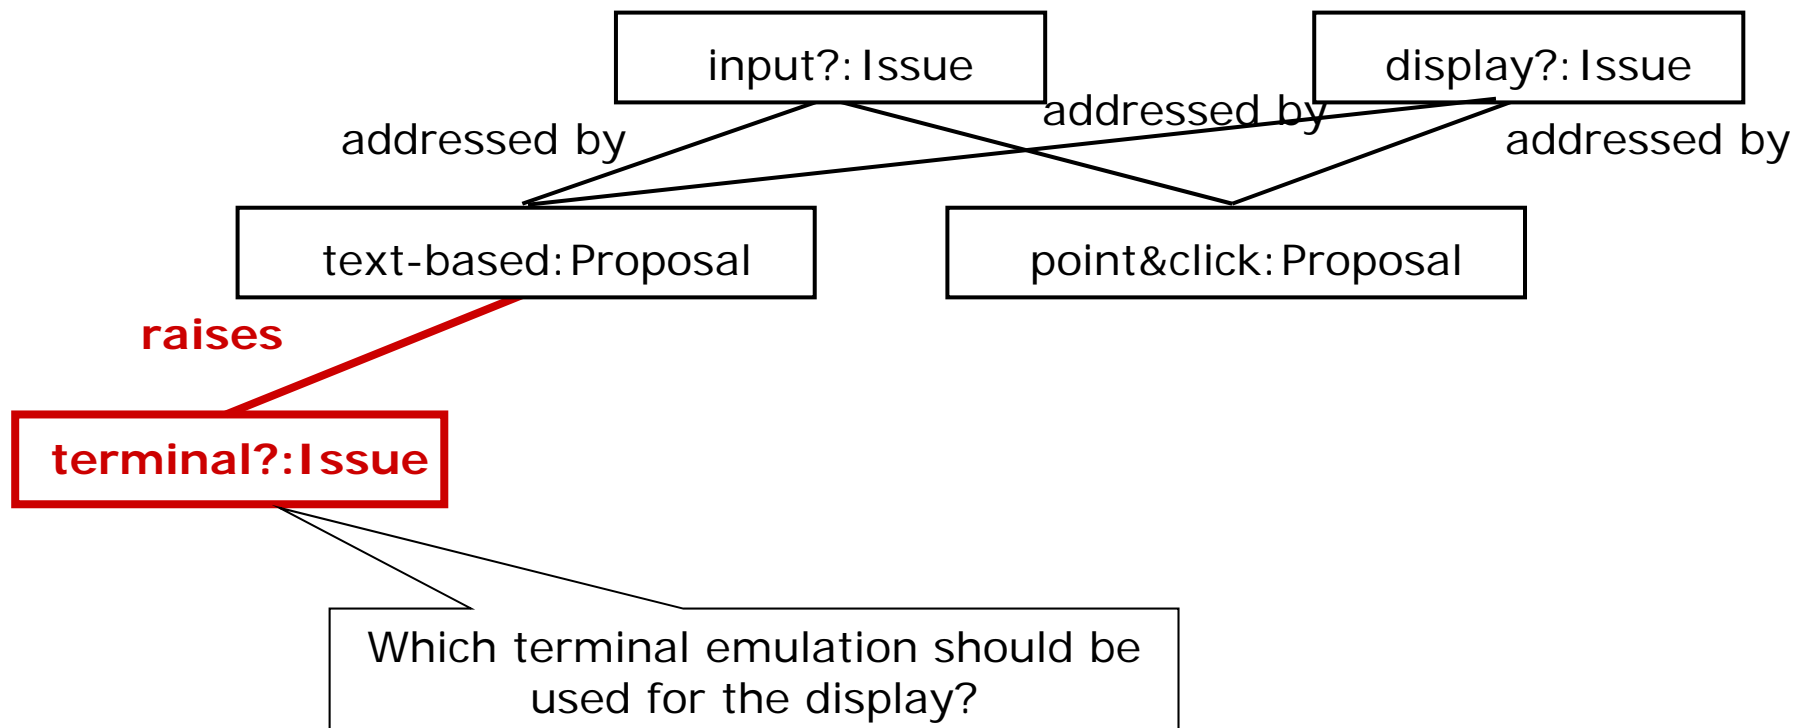 input?:Issue
display?:Issue
addressed by
addressed by
addressed by
text-based:Proposal
point&click:Proposal
raises
terminal?:Issue
Which terminal emulation should be
used for the display?